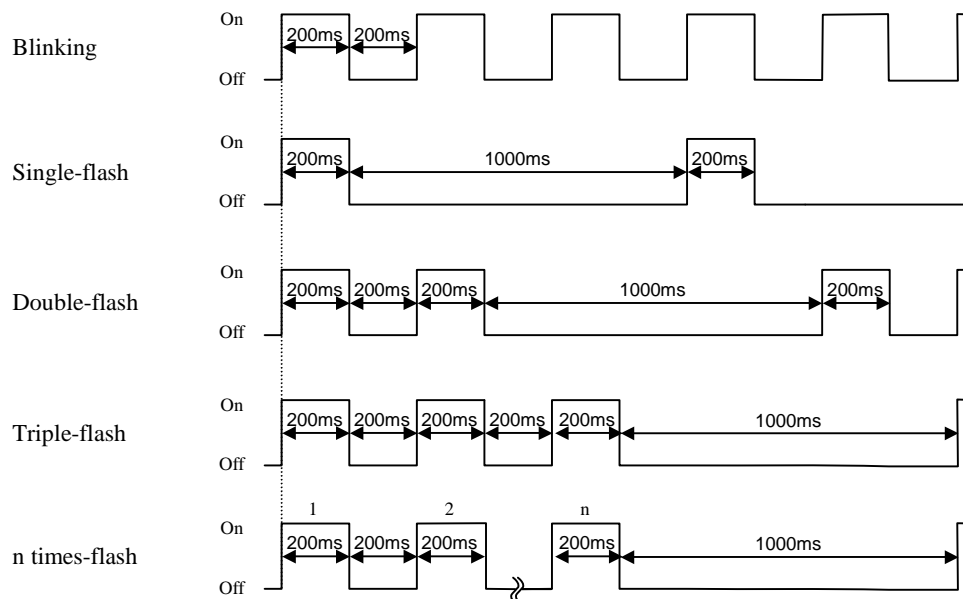 On
200ms 200ms
Blinking
Off
On
200ms 1000ms 200ms
Single-flash
Off
On
200ms 200ms 200ms 1000ms 200ms
Double-flash
Off
On
200ms 200ms 200ms 200ms 200ms 1000ms
Triple-flash
Off
1 2 n
On
200ms 200ms 200ms 200ms 1000ms
n times-flash
Off